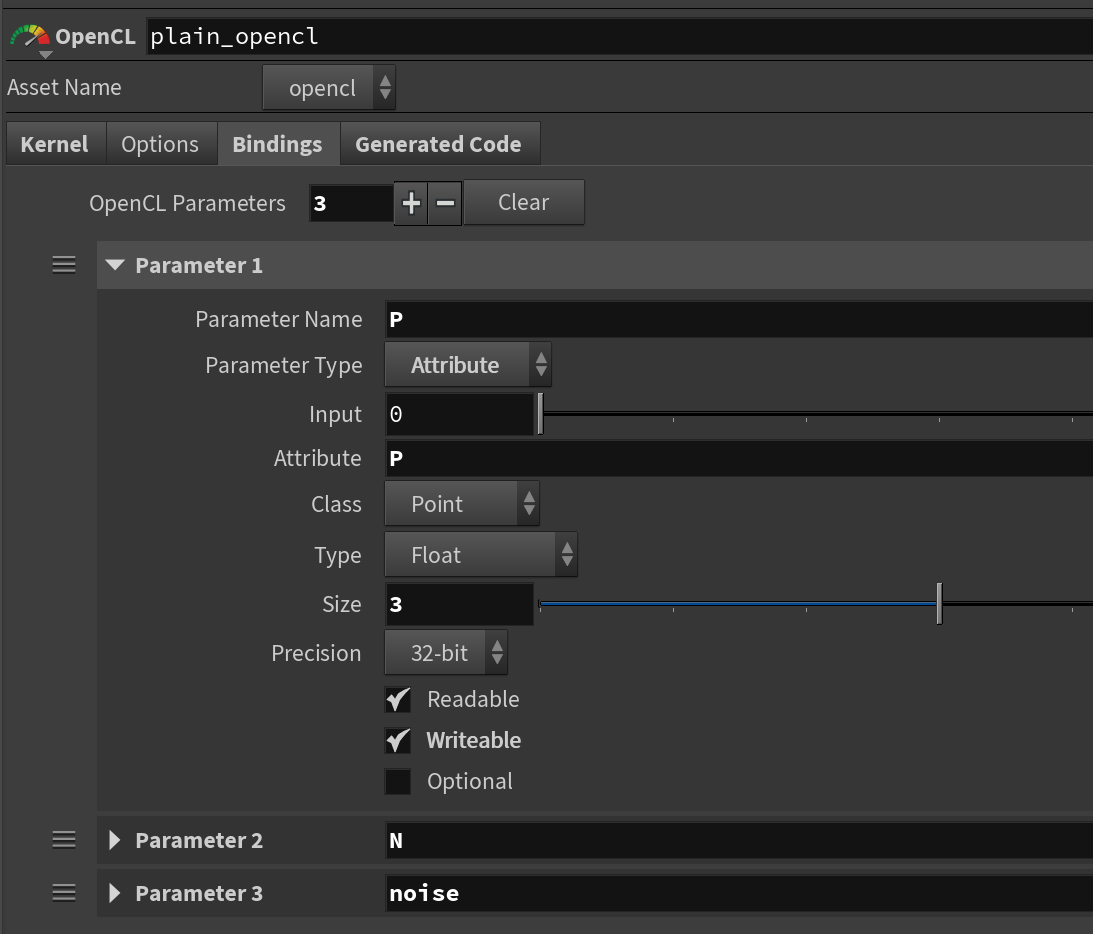 OpenCL plain_opencl
Asset Name opencl
Kernel Options Bindings Generated Code
OpenCL Parameters 3 Clear
Parameter 1
Parameter Name P
Parameter Type Attribute
Input 0
Attribute P
Class Point
Type Float
Size 3
Precision 32-bit
Readable
Writeable
Optional
Parameter 2 N
Parameter 3 noise